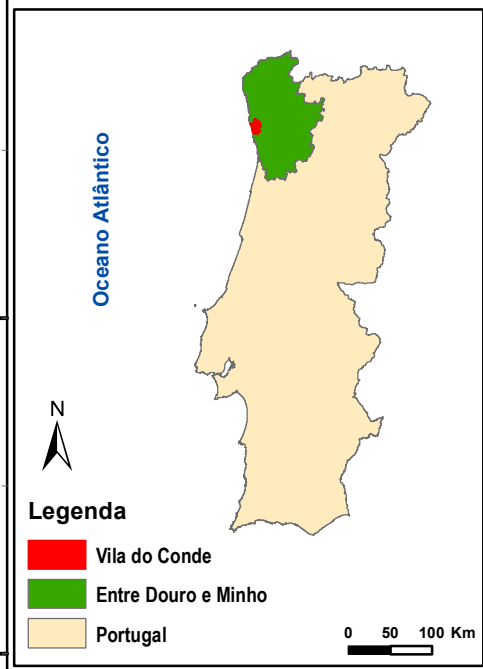 Oceano Atlântico
N
Legenda
Vila do Conde
Entre Douro e Minho
Portugal
0 50 100 Km